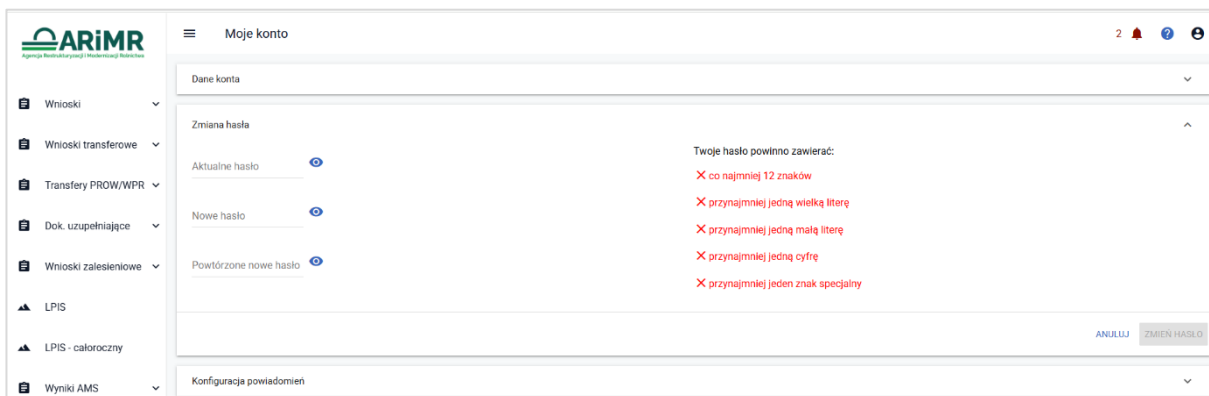 ARiMR
Agencja Restrukturyzacji i Modernizacji Rolnictwa
Moje konto
2
Wnioski
Wnioski transferowe
Transfery PROW/WPR
Dok. uzupełniające
Wnioski zalesieniowe
LPIS
LPIS - całoroczny
Wyniki AMS
Dane konta
Zmiana hasła
Aktualne hasło
Nowe hasło
Powtórzone nowe hasło
Twoje hasło powinno zawierać:
co najmniej 12 znaków
przynajmniej jedną wielką literę
przynajmniej jedną małą literę
przynajmniej jedną cyfrę
przynajmniej jeden znak specjalny
ANULUJ ZMIEŃ HASŁO
Konfiguracja powiadomień